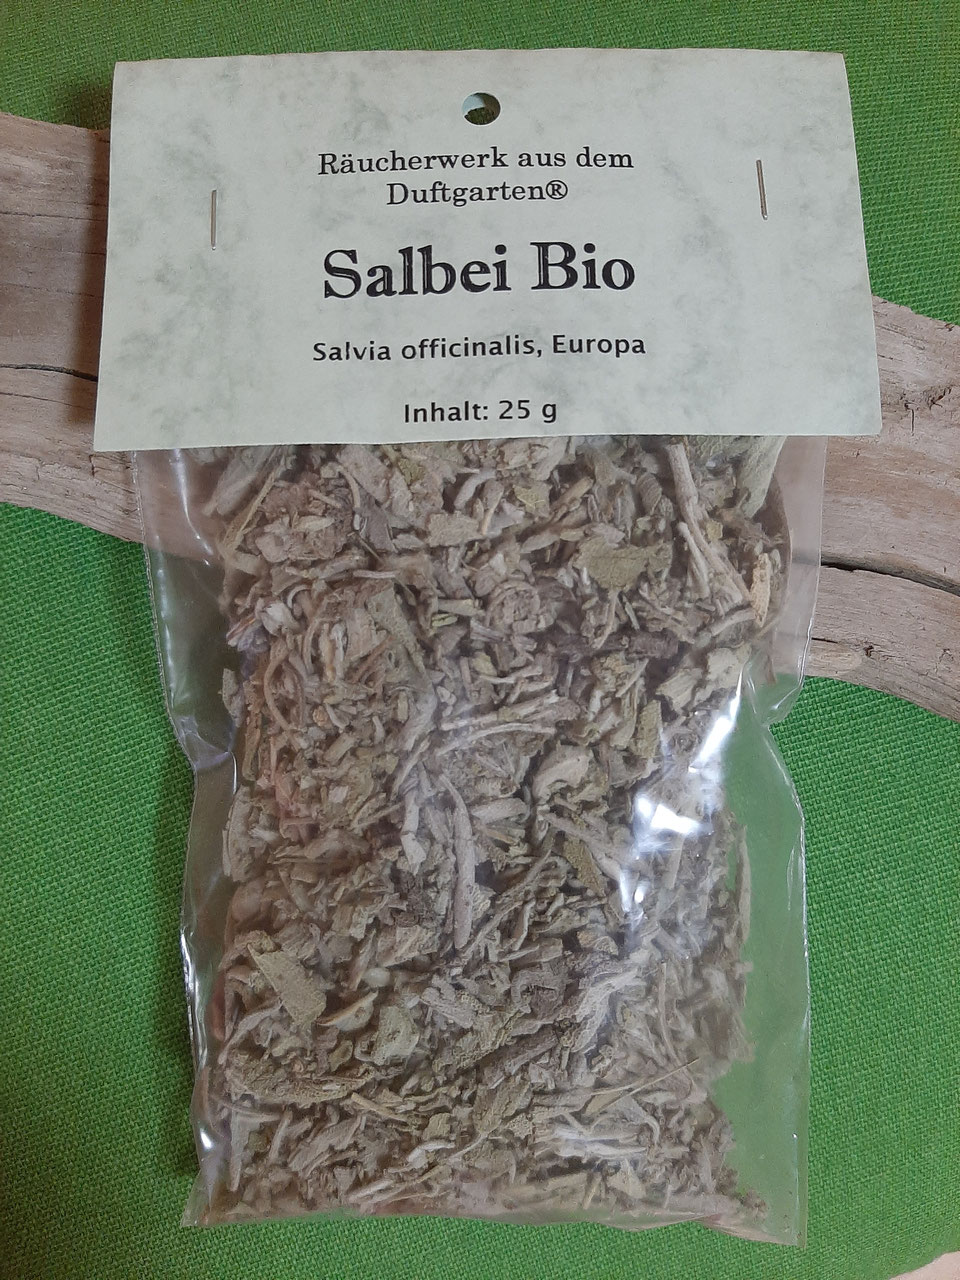 Räucherwerk aus dem
Duftgarten®
Salbei Bio
Salvia officinalis, Europa
Inhalt: 25 g